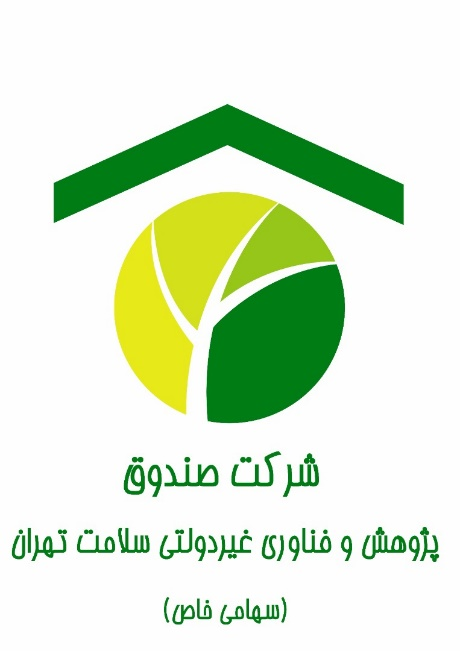 شرکت صندوق
پژوهش و فناوری غیردولتی سلامت تهران
(سهامی خاص)